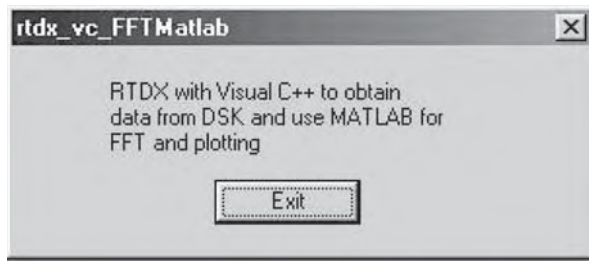 rtdx_vc_FFTMatlab
RTDX with Visual C++ to obtain
data from DSK and use MATLAB for
FFT and plotting
Exit